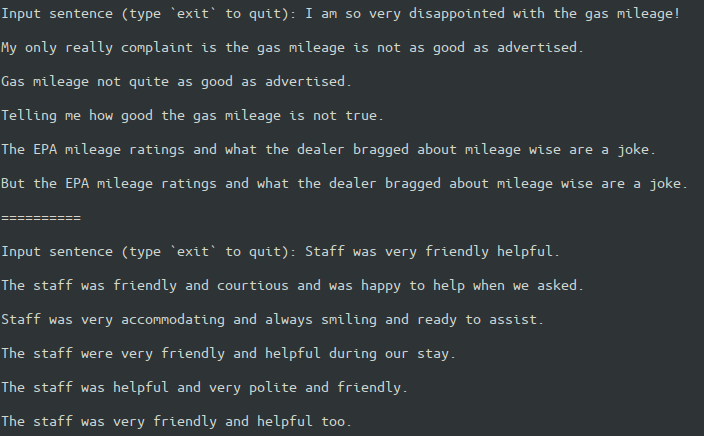 Input sentence (type `exit` to quit): I am so very disappointed with the gas mileage!
My only really complaint is the gas mileage is not as good as advertised.
Gas mileage not quite as good as advertised.
Telling me how good the gas mileage is not true.
The EPA mileage ratings and what the dealer bragged about mileage wise are a joke.
But the EPA mileage ratings and what the dealer bragged about mileage wise are a joke.
==========
Input sentence (type `exit` to quit): Staff was very friendly helpful.
The staff was friendly and courtious and was happy to help when we asked.
Staff was very accommodating and always smiling and ready to assist.
The staff were very friendly and helpful during our stay.
The staff was helpful and very polite and friendly.
The staff was very friendly and helpful too.